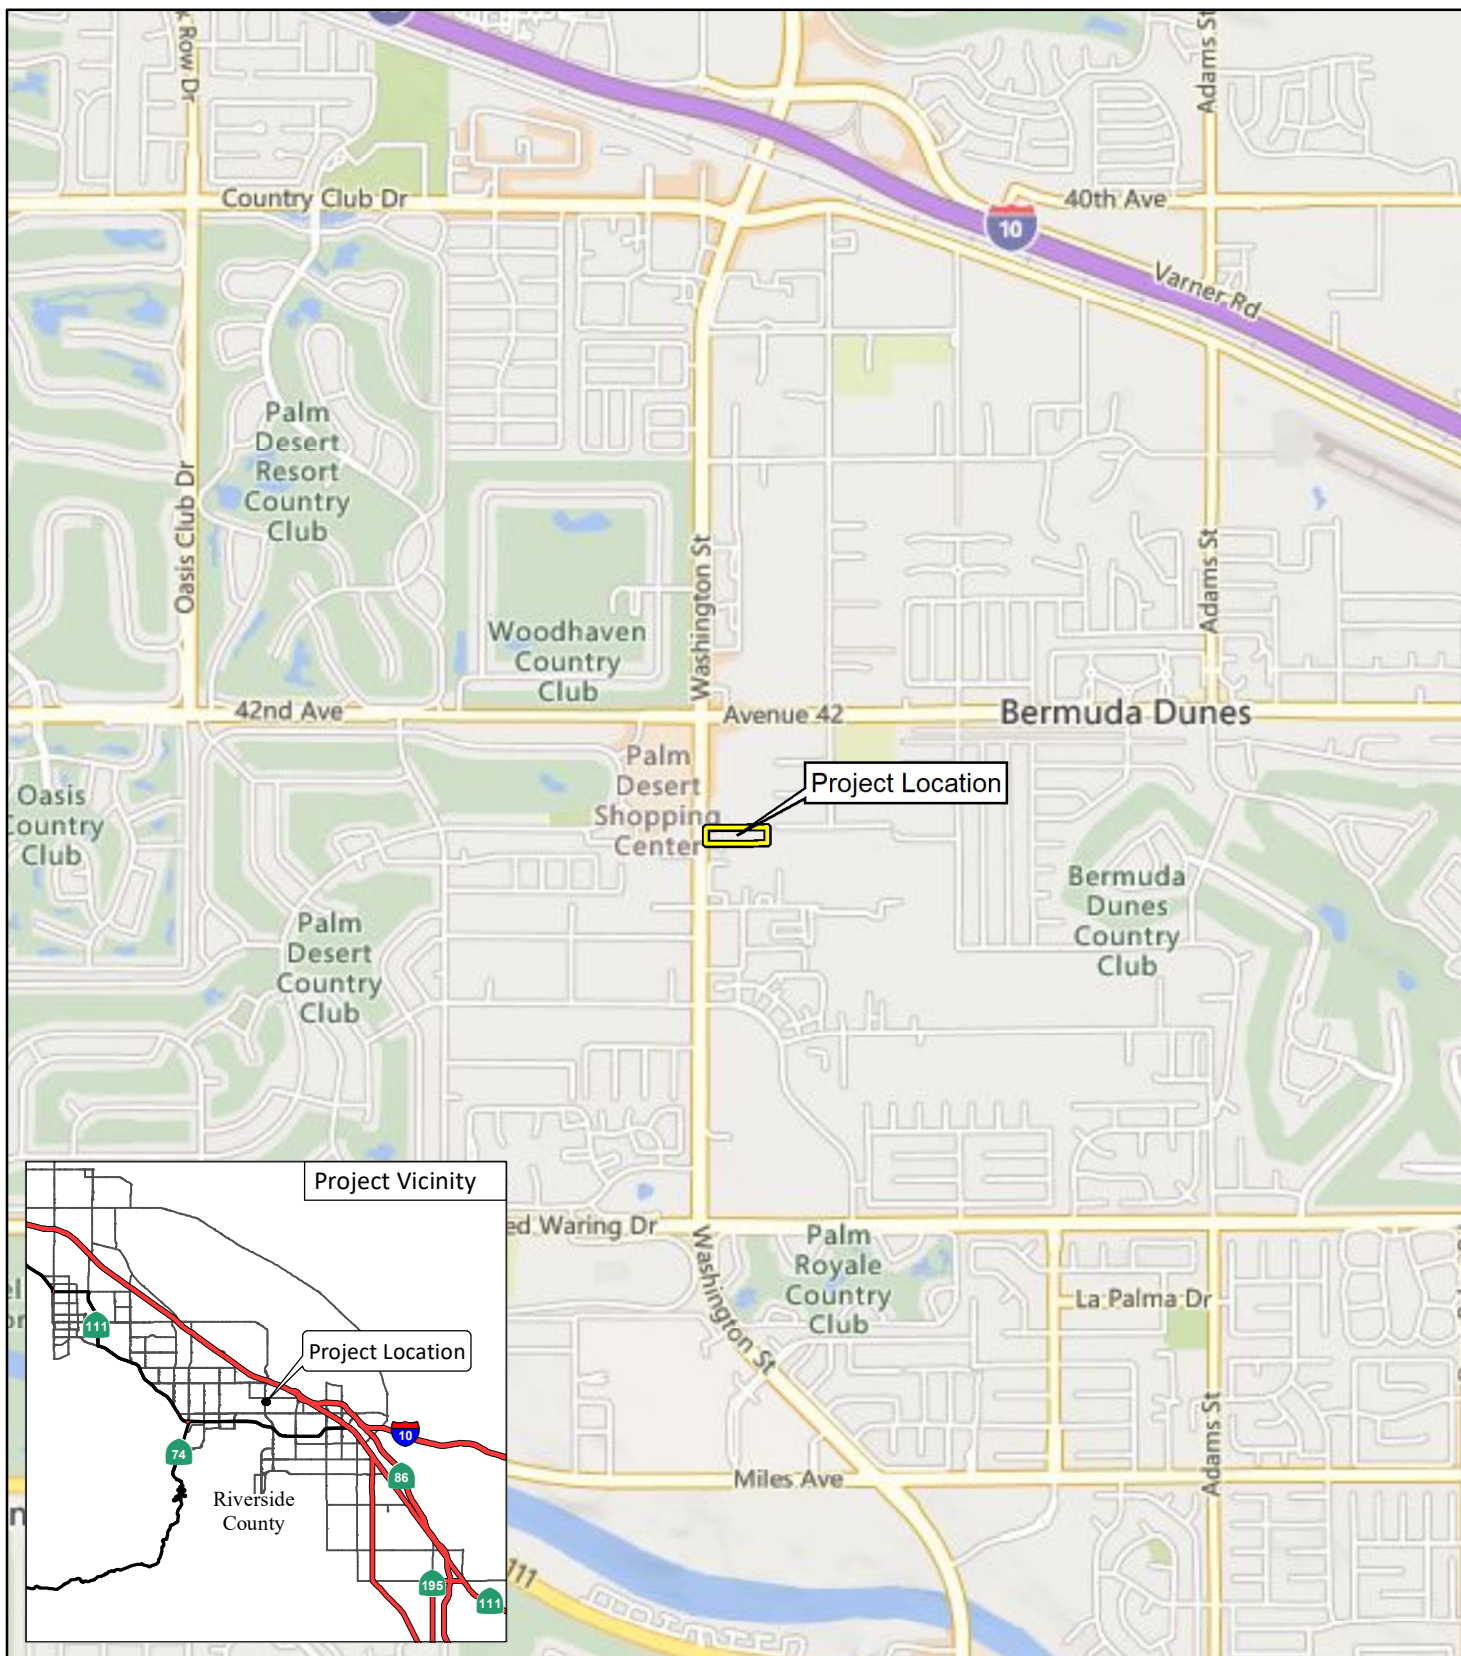 Row Dr
Adams St
Country Club Dr
40th Ave
10
Varner Rd
Palm
Desert
Resort
Country
Club
Oasis Club Dr
Washington St
Adams St
Woodhaven
Country
Club
42nd Ave
Avenue 42
Bermuda Dunes
Palm
Desert
Shopping
Center
Project Location
Oasis
Country
Club
Bermuda
Dunes
Country
Club
Palm
Desert
Country
Club
Project Vicinity
ed Waring Dr
Washington St
Palm
Royale
Country
Club
La Palma Dr
111
Project Location
10
74
86
Riverside
County
Adams St
Miles Ave
195
111
111